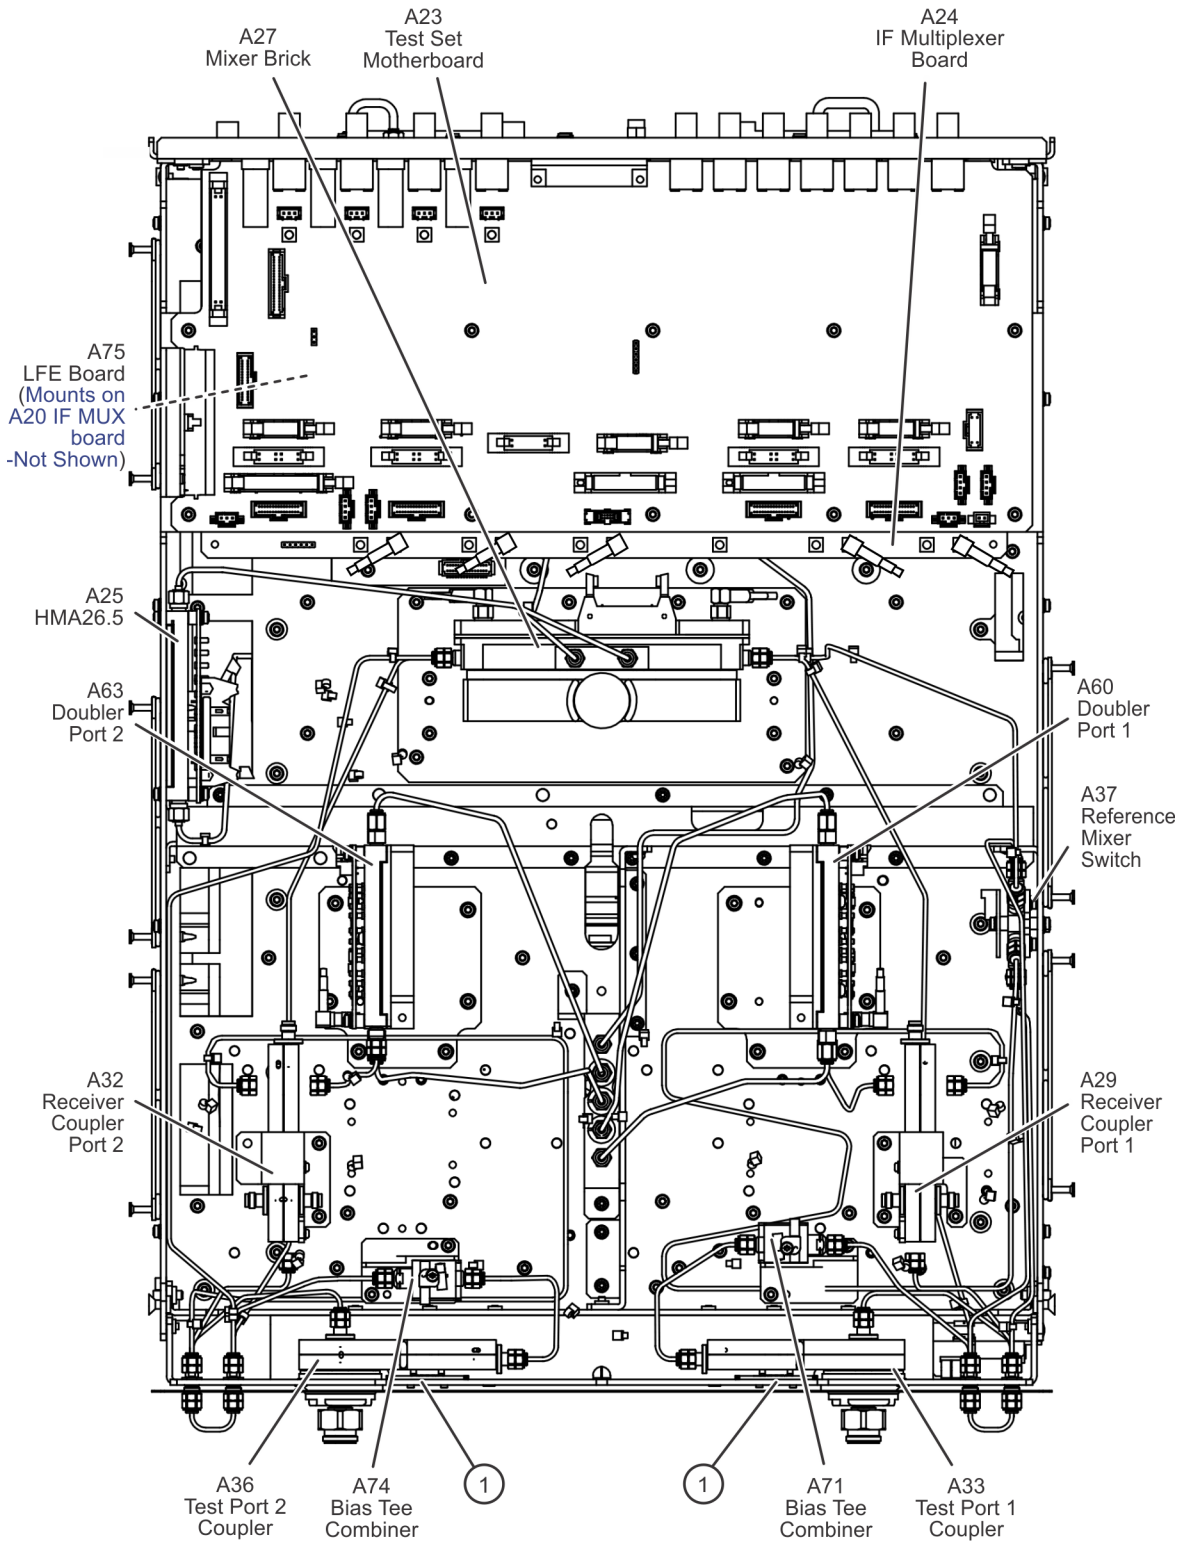 A23
Test Set
Motherboard
A24
IF Multiplexer
Board
A27
Mixer Brick
A75
LFE Board
(Mounts on
A20 IF MUX
board
-Not Shown)
A25
HMA26.5
A63
Doubler
Port 2
A60
Doubler
Port 1
A37
Reference
Mixer
Switch
A32
Receiver
Coupler
Port 2
A29
Receiver
Coupler
Port 1
A36
Test Port 2
Coupler
A74
Bias Tee
Combiner
1
1
A71
Bias Tee
Combiner
A33
Test Port 1
Coupler